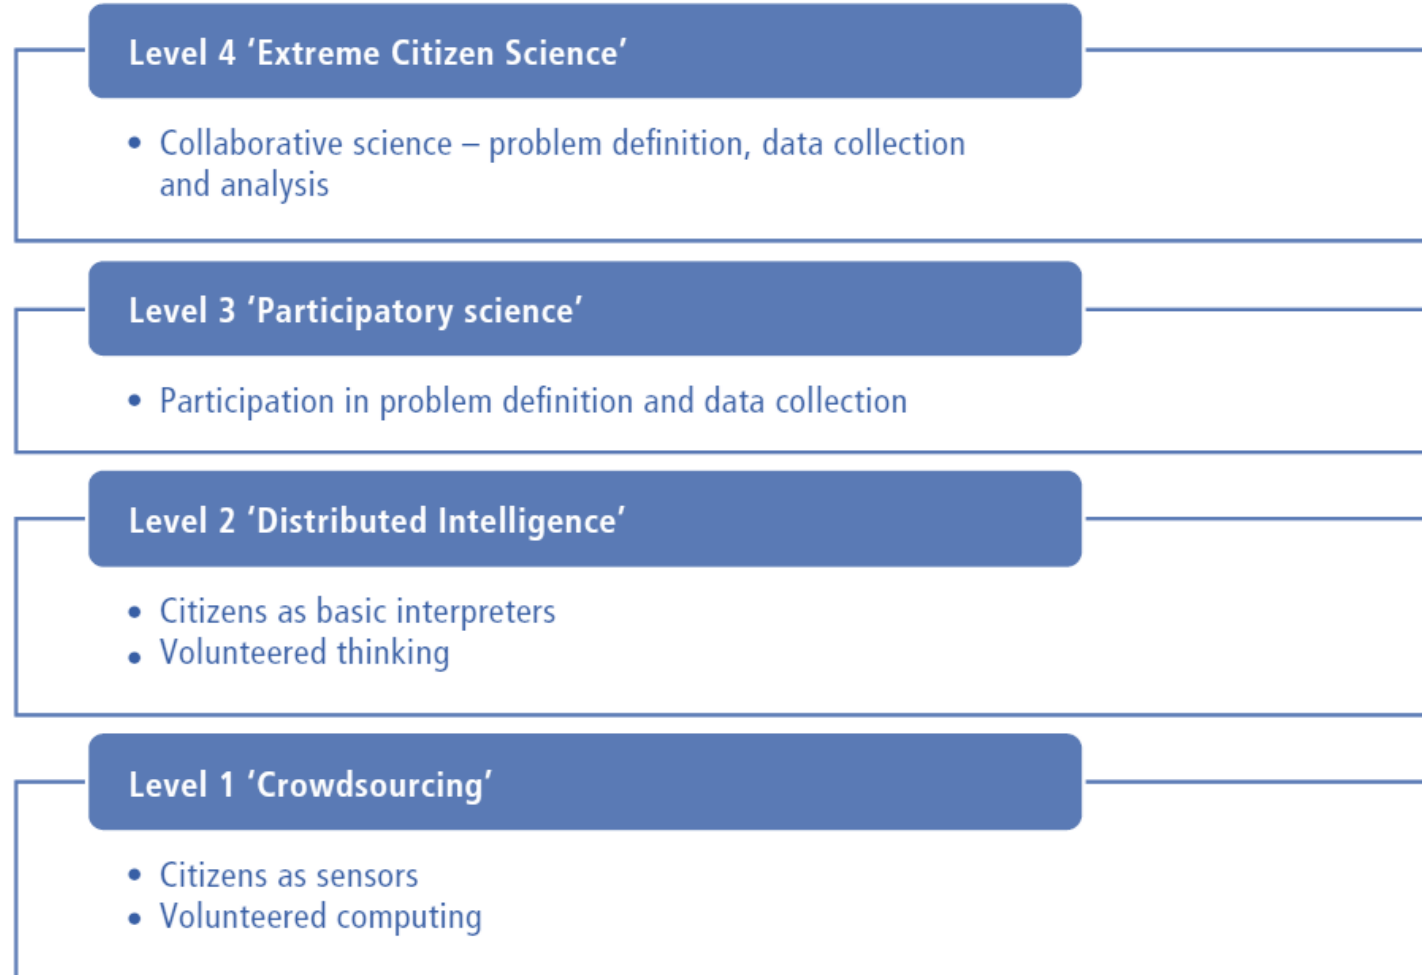 Level 4 ‘Extreme Citizen Science’
• Collaborative science – problem definition, data collection
and analysis
Level 3 ‘Participatory science’
• Participation in problem definition and data collection
Level 2 ‘Distributed Intelligence’
• Citizens as basic interpreters
• Volunteered thinking
Level 1 ‘Crowdsourcing’
• Citizens as sensors
• Volunteered computing